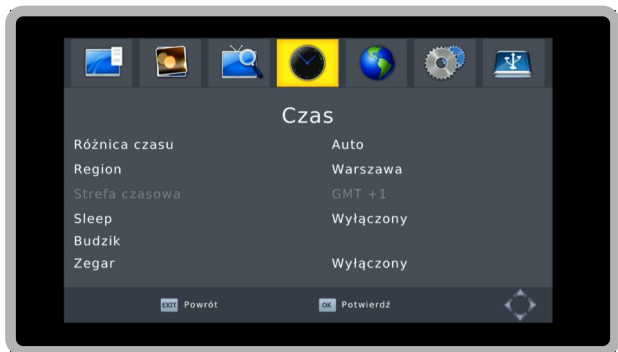 Czas
Różnica czasu Auto
Region Warszawa
Strefa czasowa GMT +1
Sleep Wyłączony
Budzik
Zegar Wyłączony
EXIT Powrót OK Potwierdź